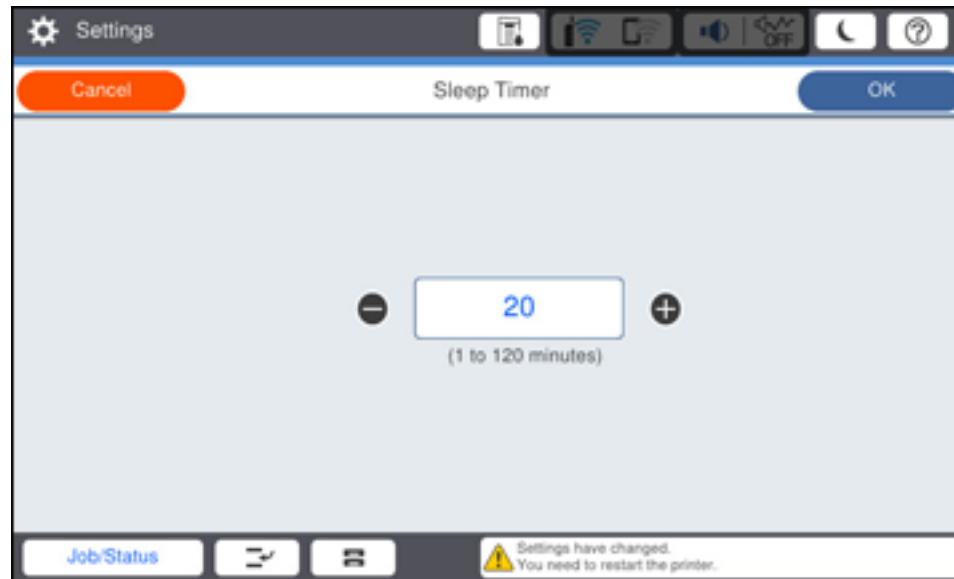 Settings
OFF
Cancel
Sleep Timer
OK
20
(1 to 120 minutes)
Job/Status
Settings have changed.
You need to restart the printer.